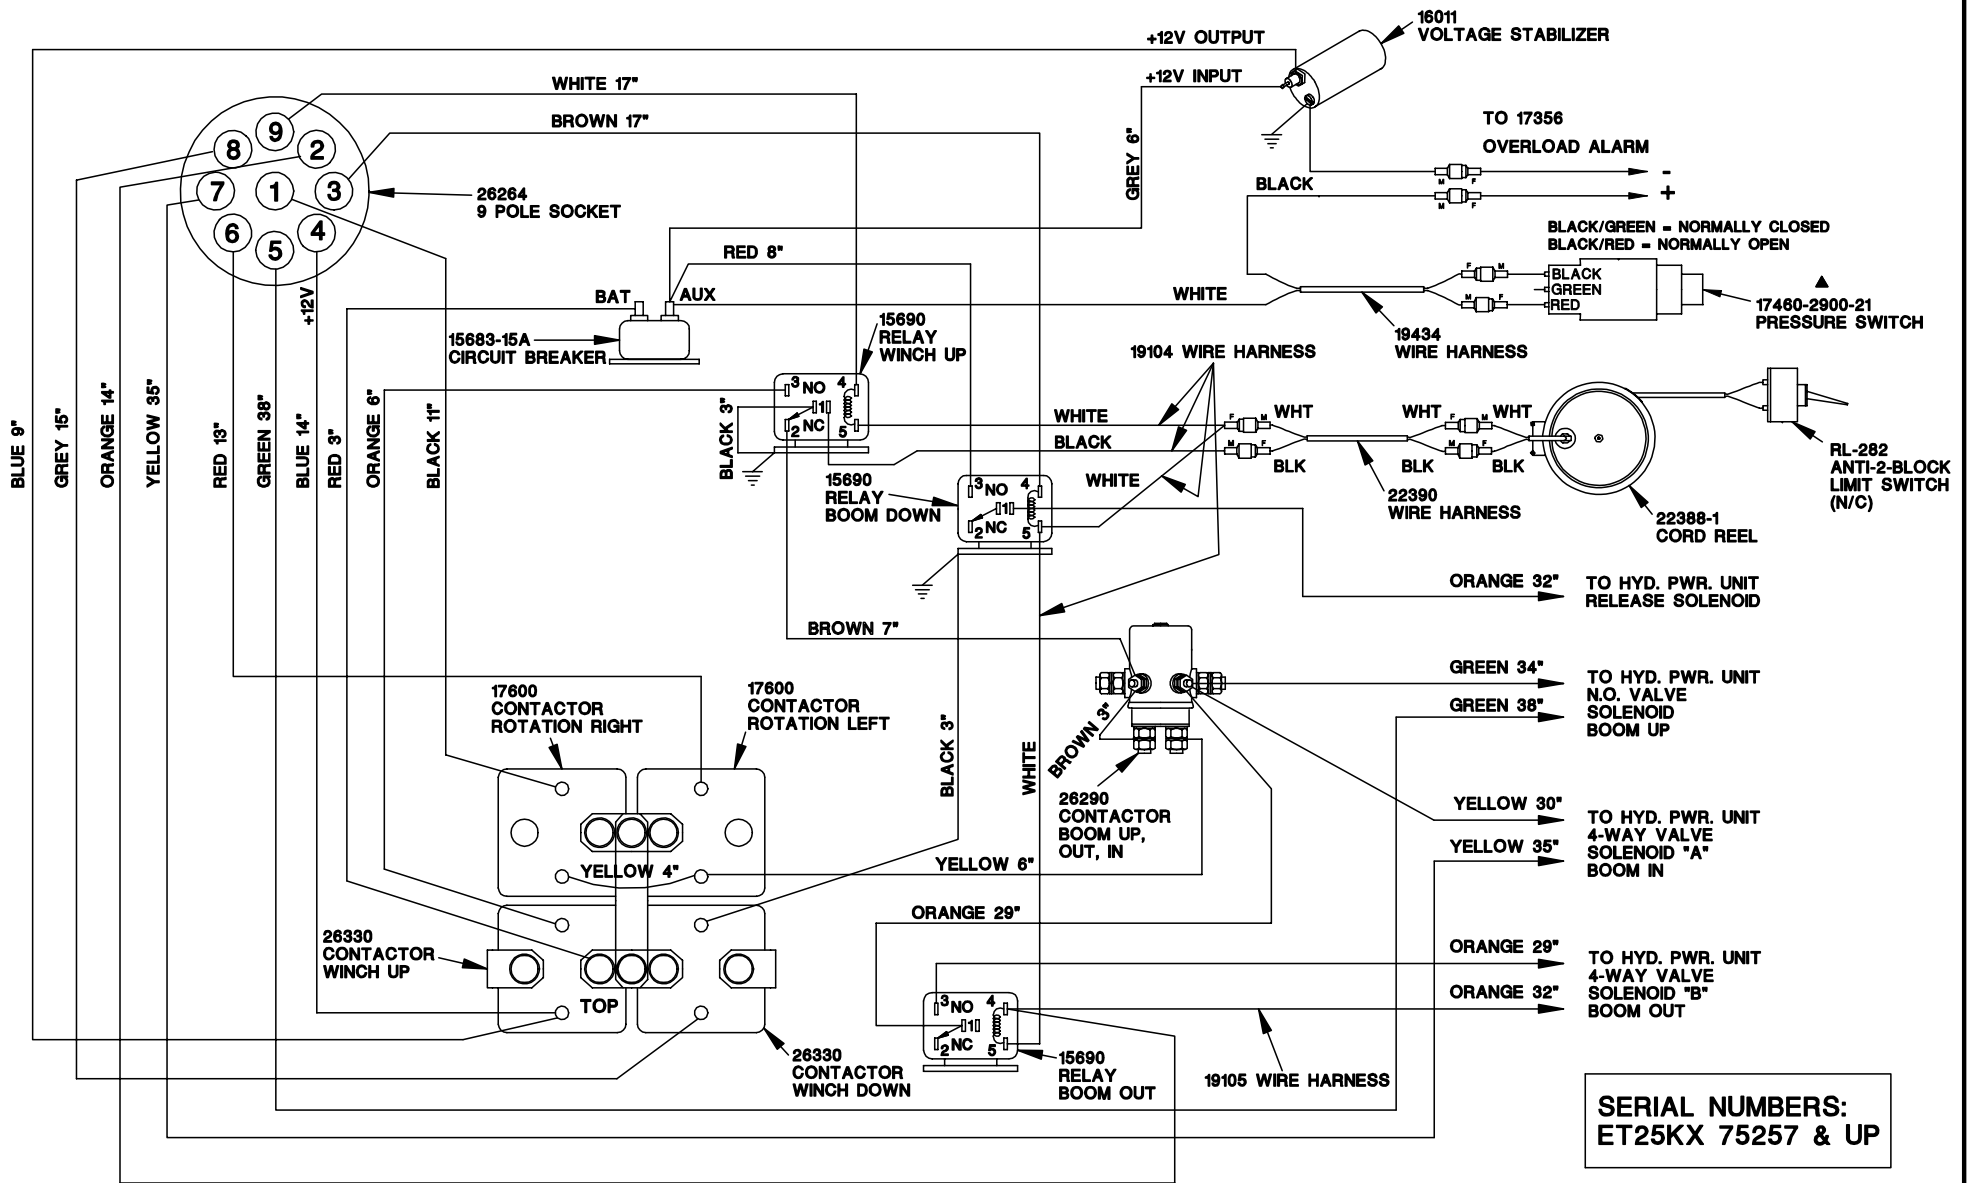 16011
VOLTAGE STABILIZER
+12V OUTPUT
+12V INPUT
WHITE 17"
BROWN 17"
GREY 6"
TO 17356
OVERLOAD ALARM
M F
-
BLACK
M F
+
9
8
2
7
1
3
6
5
4
26264
9 POLE SOCKET
+12V
BLACK/GREEN = NORMALLY CLOSED
BLACK/RED = NORMALLY OPEN
F M
BLACK
GREEN
M F
RED
17460-2900-21
PRESSURE SWITCH
RED 8"
BAT
AUX
WHITE
15683-15A
CIRCUIT BREAKER
19434
WIRE HARNESS
15690
RELAY
WINCH UP
3 NO 4
1
2 NC 5
19104 WIRE HARNESS
WHITE
F M
WHT
WHT
F M
WHT
BLACK
M F
BLK
BLK
M F
BLK
22390
WIRE HARNESS
RL-282
ANTI-2-BLOCK
LIMIT SWITCH
(N/C)
22388-1
CORD REEL
BLUE 9"
GREY 15"
ORANGE 14"
YELLOW 35"
RED 13"
GREEN 38"
BLUE 14"
RED 3"
ORANGE 6"
BLACK 11"
BLACK 3"
15690
RELAY
BOOM DOWN
3 NO 4
1
2 NC 5
WHITE
ORANGE 32"
TO HYD. PWR. UNIT
RELEASE SOLENOID
BROWN 7"
GREEN 34"
GREEN 38"
TO HYD. PWR. UNIT
N.O. VALVE
SOLENOID
BOOM UP
17600
CONTACTOR
ROTATION RIGHT
17600
CONTACTOR
ROTATION LEFT
BLACK 3"
WHITE
BROWN 3"
26290
CONTACTOR
BOOM UP,
OUT, IN
YELLOW 30"
YELLOW 35"
TO HYD. PWR. UNIT
4-WAY VALVE
SOLENOID "A"
BOOM IN
YELLOW 4"
YELLOW 6"
ORANGE 29"
26330
CONTACTOR
WINCH UP
TOP
26330
CONTACTOR
WINCH DOWN
3 NO 4
1
2 NC 5
15690
RELAY
BOOM OUT
ORANGE 29"
ORANGE 32"
TO HYD. PWR. UNIT
4-WAY VALVE
SOLENOID "B"
BOOM OUT
19105 WIRE HARNESS
SERIAL NUMBERS:
ET25KX 75257 & UP